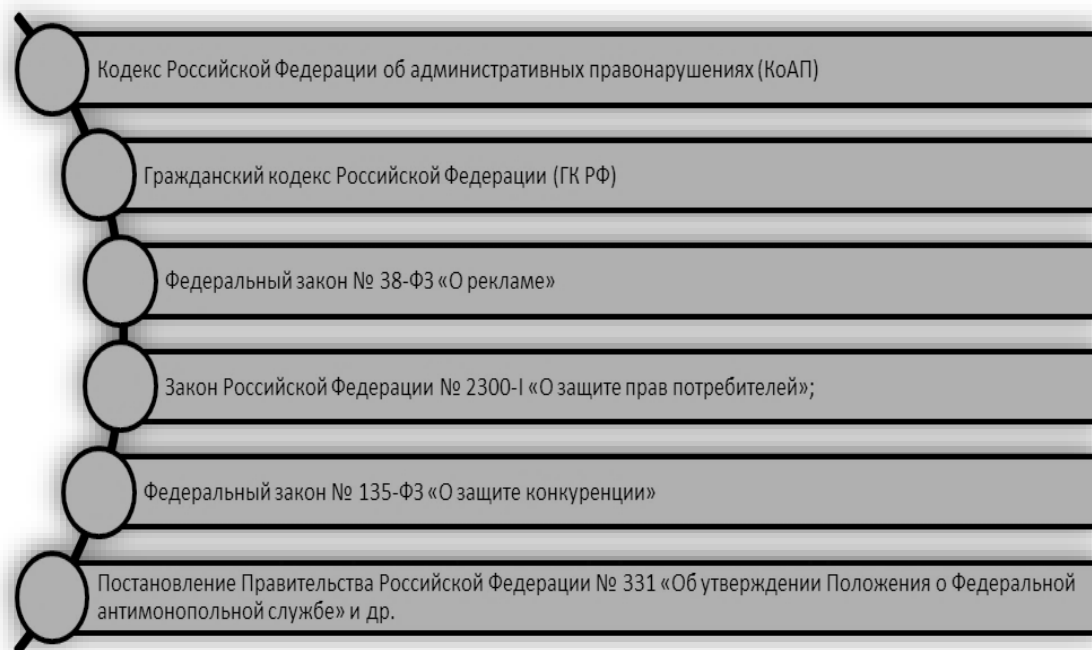 Кодекс Российской Федерации об административных правонарушениях (КоАП)
Гражданский кодекс Российской Федерации (ГК РФ)
Федеральный закон № 38-ФЗ «О рекламе»
Закон Российской Федерации № 2300-I «О защите прав потребителей»;
Федеральный закон № 135-ФЗ «О защите конкуренции»
Постановление Правительства Российской Федерации № 331 «Об утверждении Положения о Федеральной
антимонопольной службе» и др.